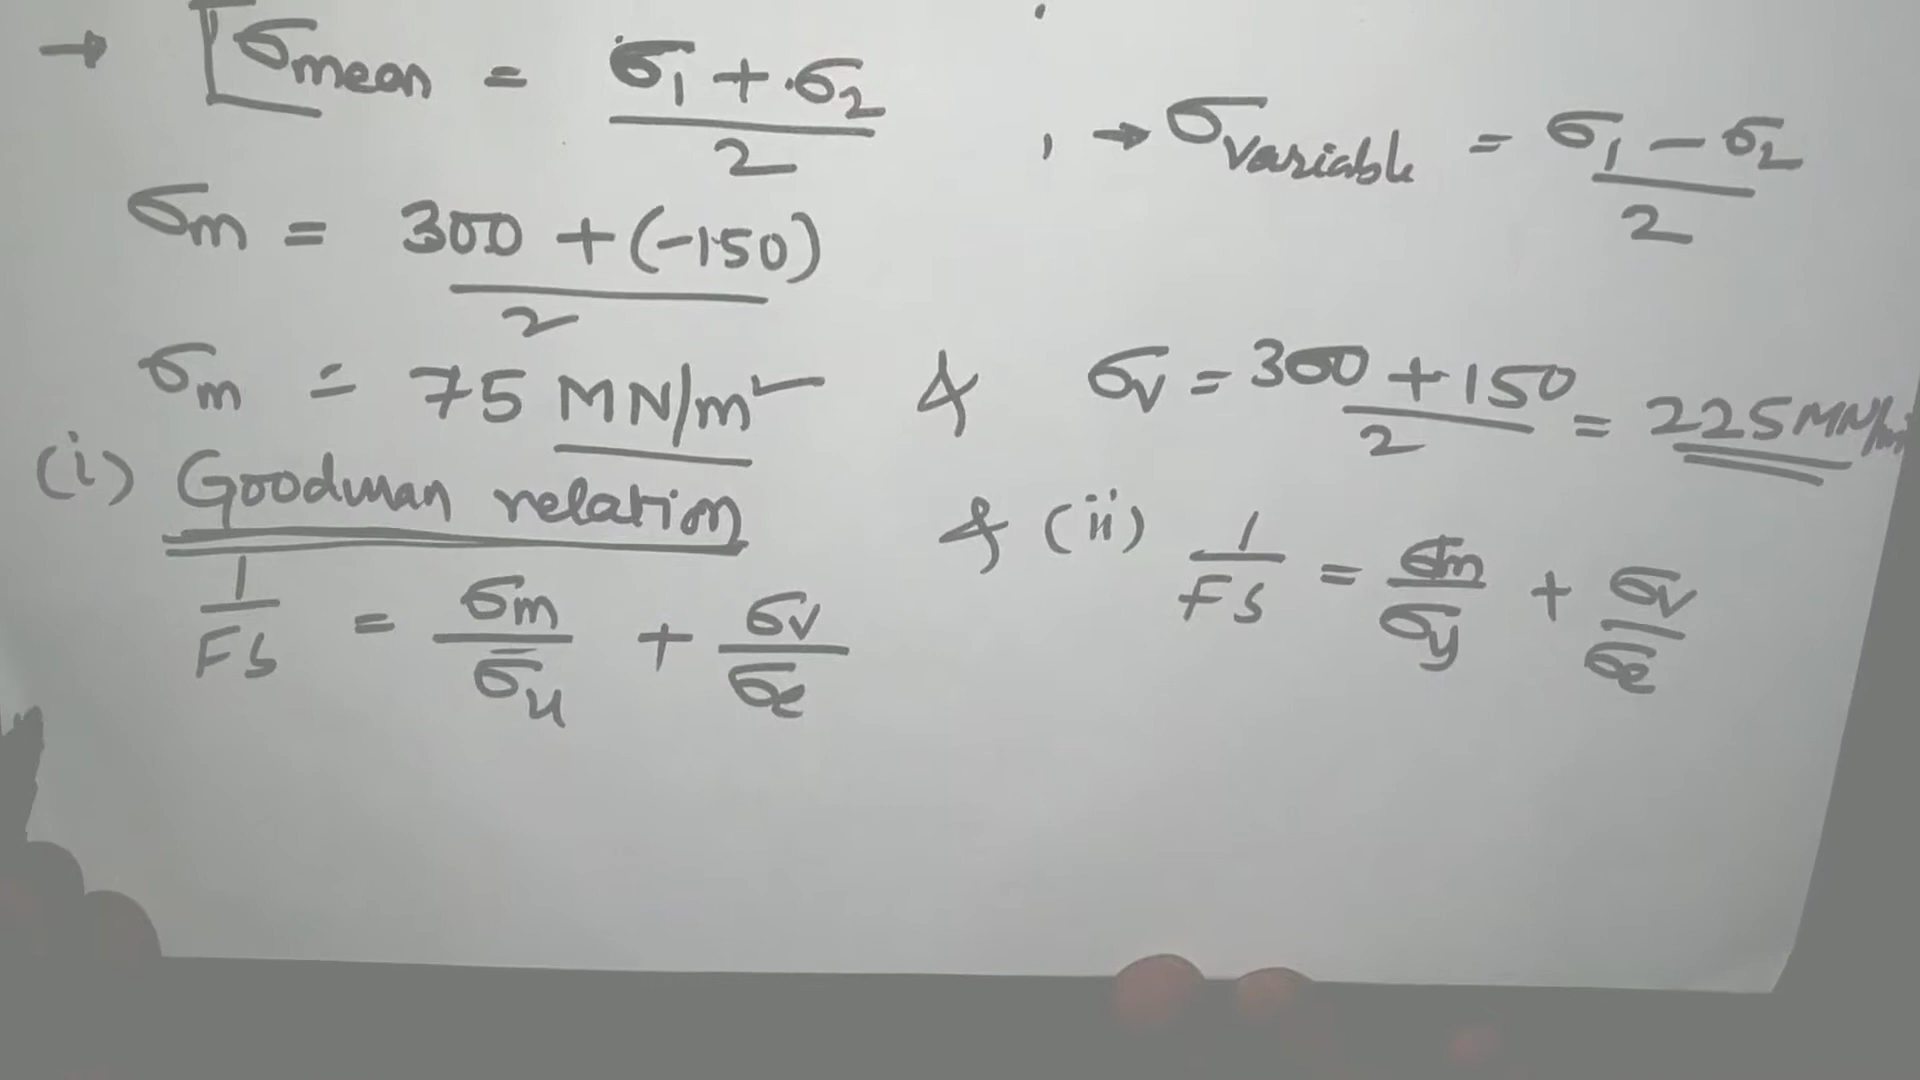 → [σmean = σ1 + σ2 / 2 , → σvariable = σ1 − σ2 / 2
σm = 300 + (-150) / 2
σm = 75 MN/m² & σv = 300 + 150 / 2 = 225 MN/m²
(i) Goodman relation & (ii) 1/FS = σm/σy + σv/σe
1/FS = σm/σu + σv/σe